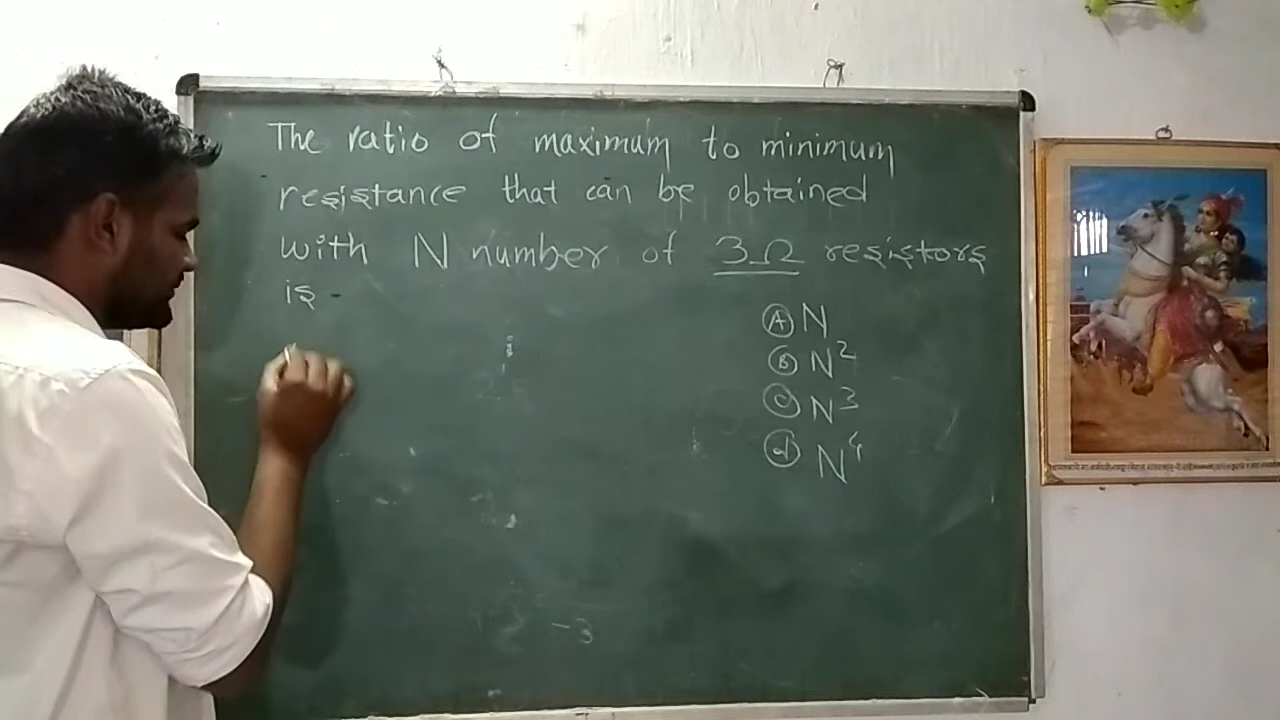 The ratio of maximum to minimum
resistance that can be obtained
with N number of 3Ω resistors
is -
(A) N
(B) N²
(C) N³
(d) N⁴
-3